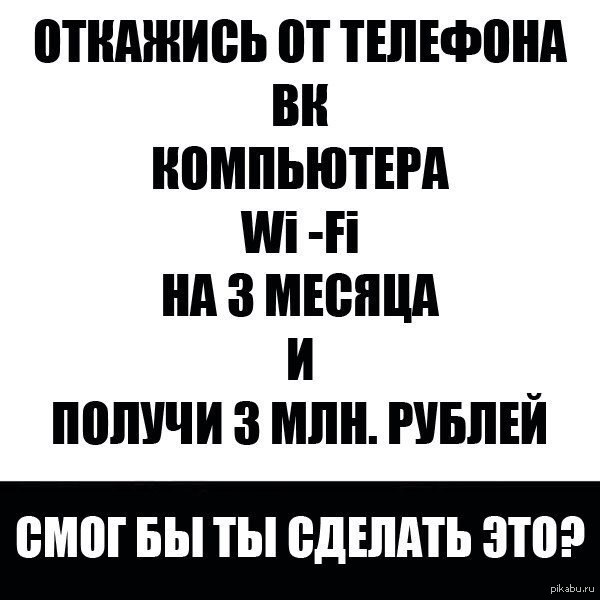 ОТКАЖИСЬ ОТ ТЕЛЕФОНА
ВК
КОМПЬЮТЕРА
Wi -Fi
НА 3 МЕСЯЦА
И
ПОЛУЧИ 3 МЛН. РУБЛЕЙ
СМОГ БЫ ТЫ СДЕЛАТЬ ЭТО?
pikabu.ru